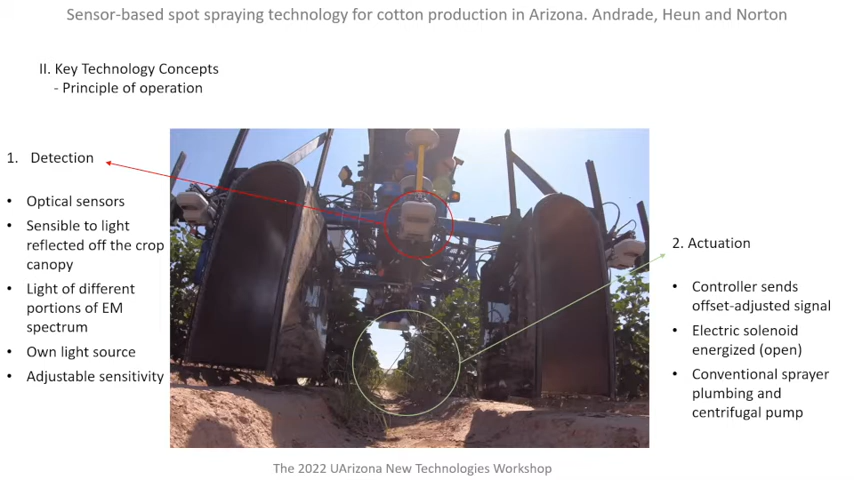 Sensor-based spot spraying technology for cotton production in Arizona. Andrade, Heun and Norton
II. Key Technology Concepts
- Principle of operation
1. Detection
• Optical sensors
• Sensible to light
reflected off the crop
canopy
• Light of different
portions of EM
spectrum
• Own light source
• Adjustable sensitivity
2. Actuation
• Controller sends
offset-adjusted signal
• Electric solenoid
energized (open)
• Conventional sprayer
plumbing and
centrifugal pump
The 2022 UArizona New Technologies Workshop